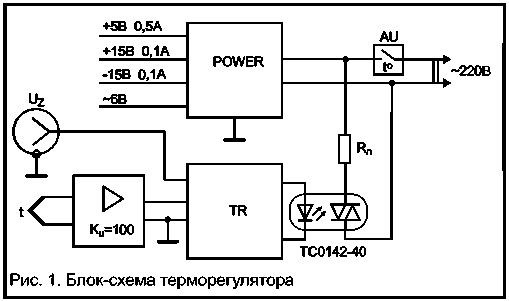 +5В 0,5А
+15В 0,1А
-15В 0,1А
~6В
POWER
AU
t°
~220В
Uz
Rn
t
Ku=100
TR
ТС0142-40
Рис. 1. Блок-схема терморегулятора